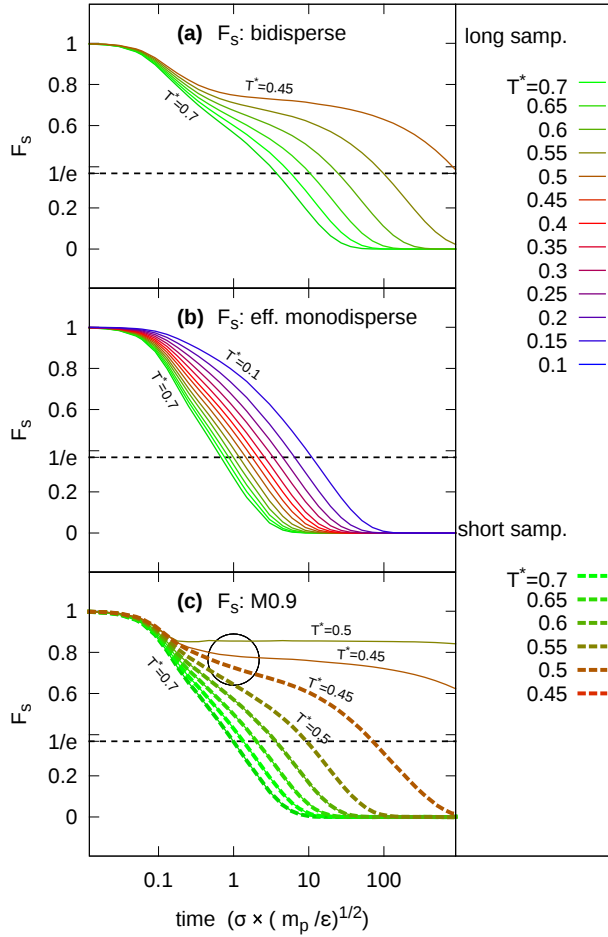 (a) F_s: bidisperse
1
0.8
0.6
1/e
0.2
0
F_s
T*=0.45
T*=0.7
(b) F_s: eff. monodisperse
1
0.8
0.6
1/e
0.2
0
F_s
T*=0.1
T*=0.7
(c) F_s: M0.9
1
0.8
0.6
1/e
0.2
0
F_s
T*=0.5
T*=0.45
T*=0.45
T*=0.5
T*=0.7
0.1 1 10 100
time (σ × ( m_p /ε)^{1/2})
long samp.
T*=0.7
0.65
0.6
0.55
0.5
0.45
0.4
0.35
0.3
0.25
0.2
0.15
0.1
short samp.
T*=0.7
0.65
0.6
0.55
0.5
0.45